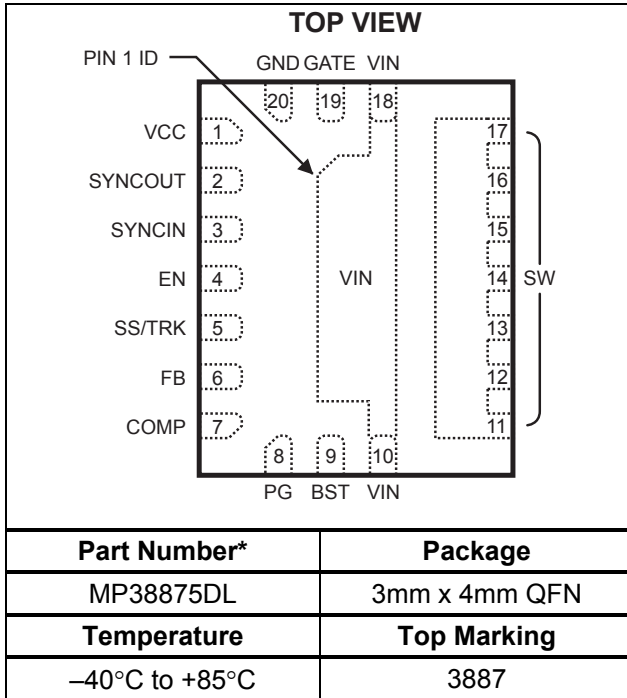 TOP VIEW
PIN 1 ID
GND GATE VIN
20 19 18
VCC 1
SYNCOUT 2
SYNCIN 3
EN 4
SS/TRK 5
FB 6
COMP 7
VIN
17
16
15
14 SW
13
12
11
8 9 10
PG BST VIN
Part Number* Package
MP38875DL 3mm x 4mm QFN
Temperature Top Marking
–40°C to +85°C 3887